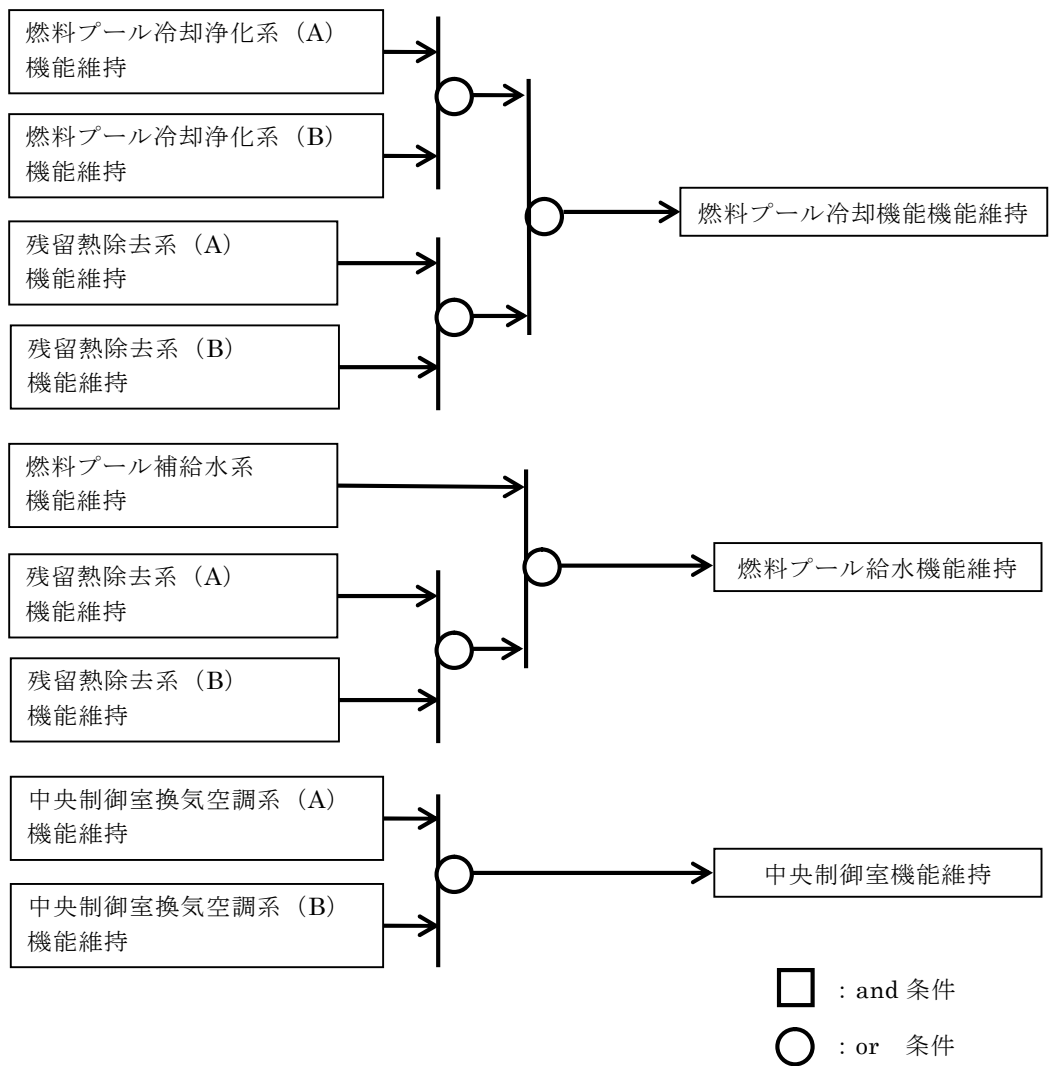 燃料プール冷却浄化系（A）
機能維持
燃料プール冷却浄化系（B）
機能維持
残留熱除去系（A）
機能維持
残留熱除去系（B）
機能維持
燃料プール冷却機能機能維持
燃料プール補給水系
機能維持
残留熱除去系（A）
機能維持
残留熱除去系（B）
機能維持
燃料プール給水機能維持
中央制御室換気空調系（A）
機能維持
中央制御室換気空調系（B）
機能維持
中央制御室機能維持
：and 条件
：or 条件